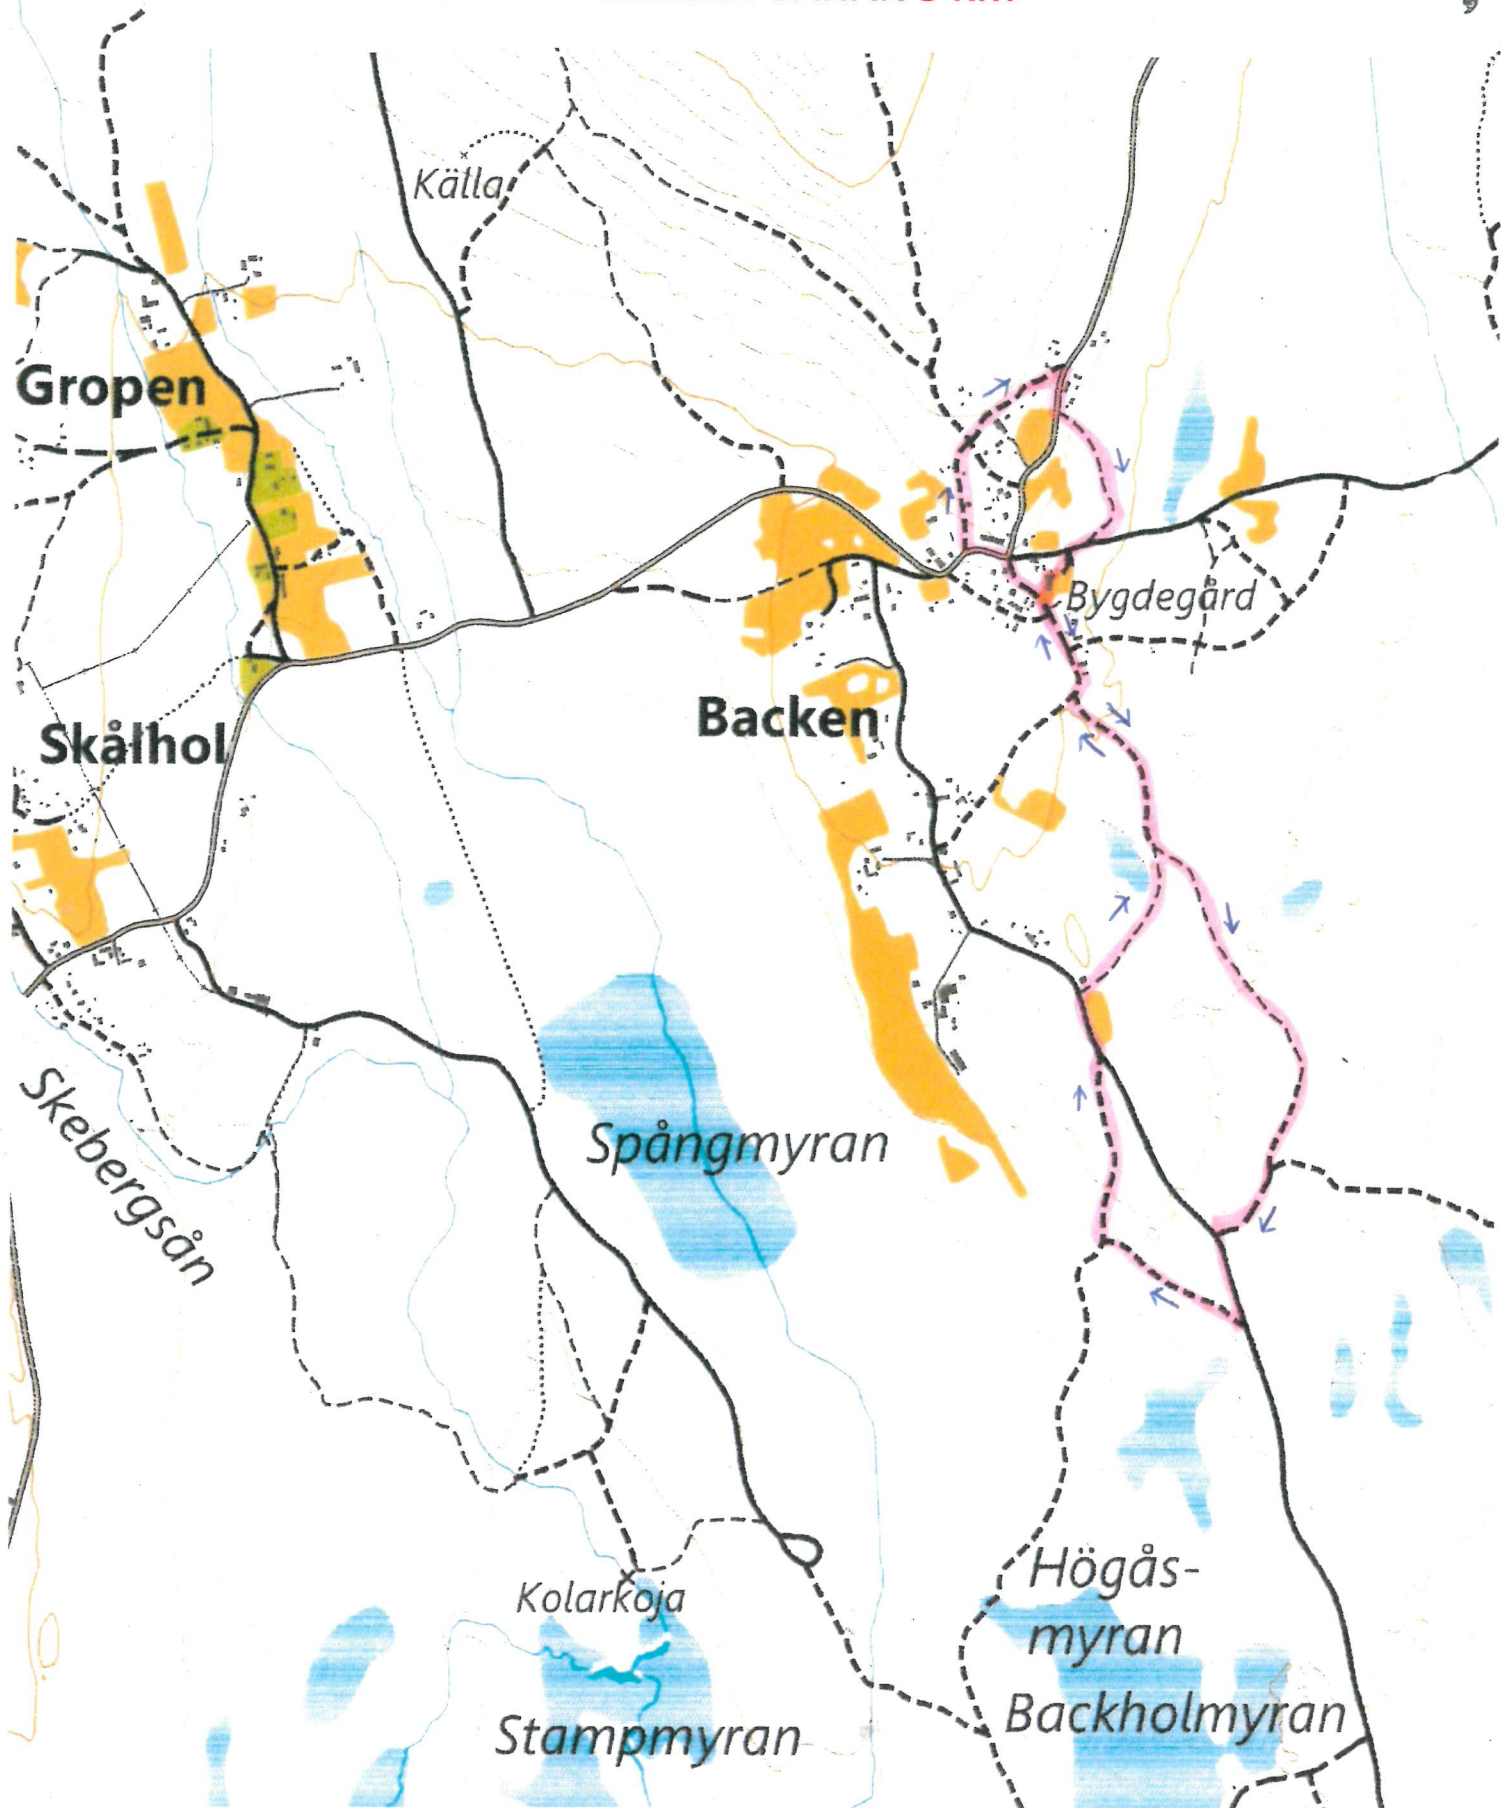 Källa
Gropen
Bygdegård
Backen
Skålhol
Spångmyran
Skebergsån
Högås-
myran
Kolarkoja
Backholmyran
Stampmyran